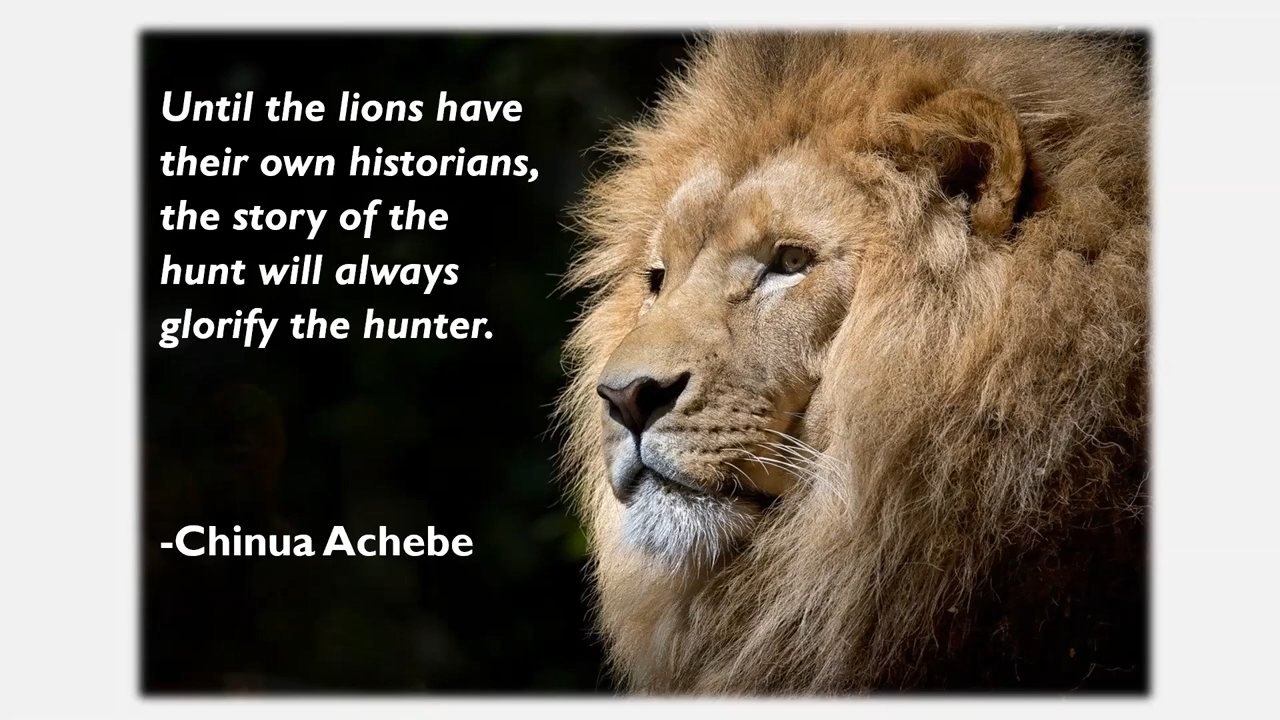 Until the lions have
their own historians,
the story of the
hunt will always
glorify the hunter.
-Chinua Achebe